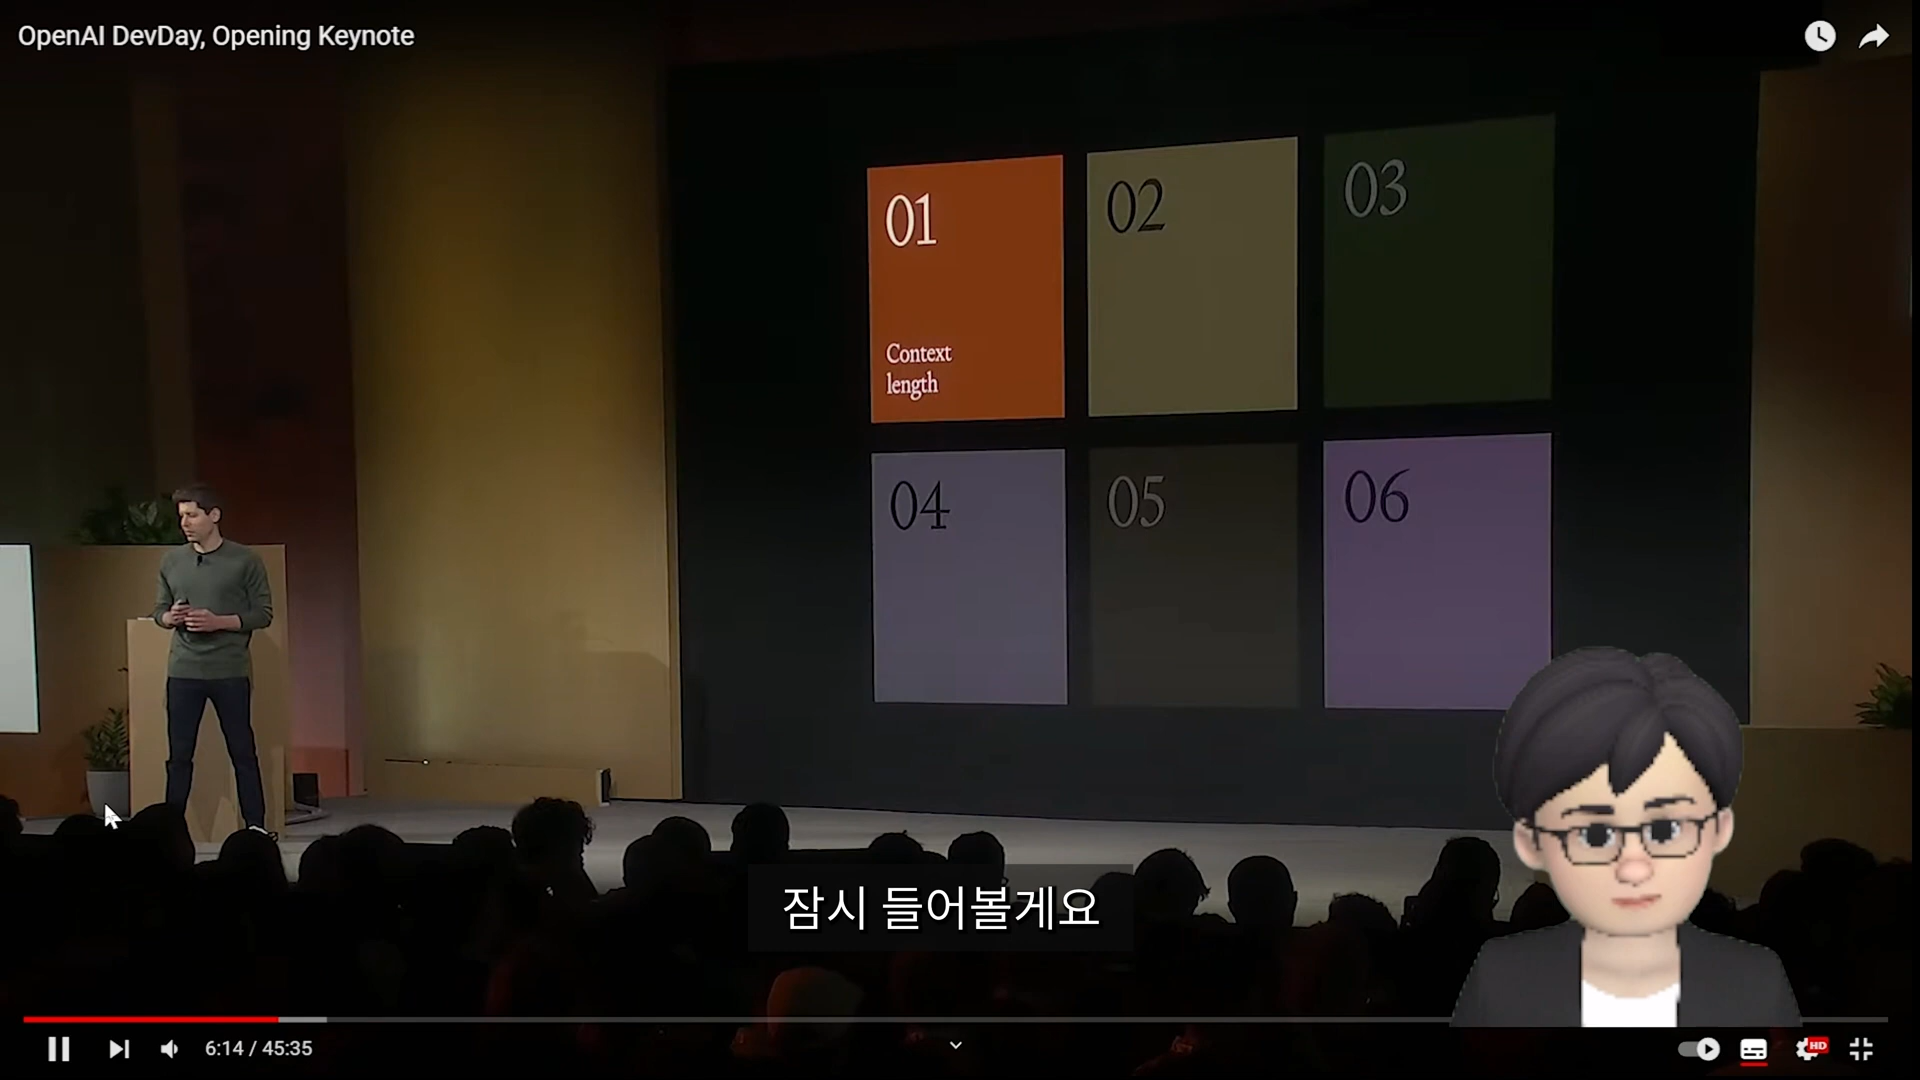 OpenAI DevDay, Opening Keynote
01
02
03
Context
length
04
05
06
잠시 들어볼게요
6:14 / 45:35
HD